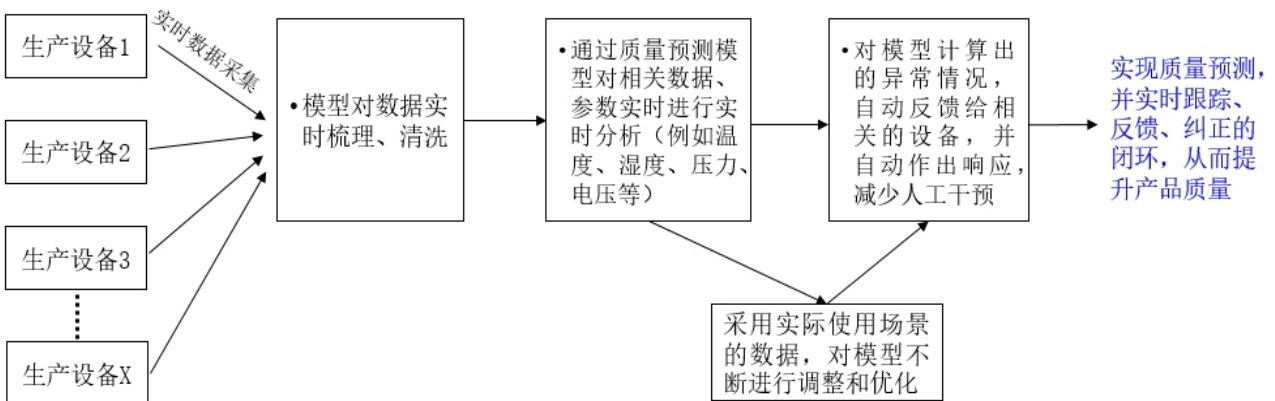 生产设备1
实时数据采集
生产设备2
生产设备3
生产设备X
•模型对数据实
时梳理、清洗
•通过质量预测模
型对相关数据、
参数实时进行实
时分析（例如温
度、湿度、压力、
电压等）
•对模型计算出
的异常情况，
自动反馈给相
关的设备，并
自动作出响应，
减少人工干预
采用实际使用场景
的数据，对模型不
断进行调整和优化
实现质量预测，
并实时跟踪、
反馈、纠正的
闭环，从而提
升产品质量